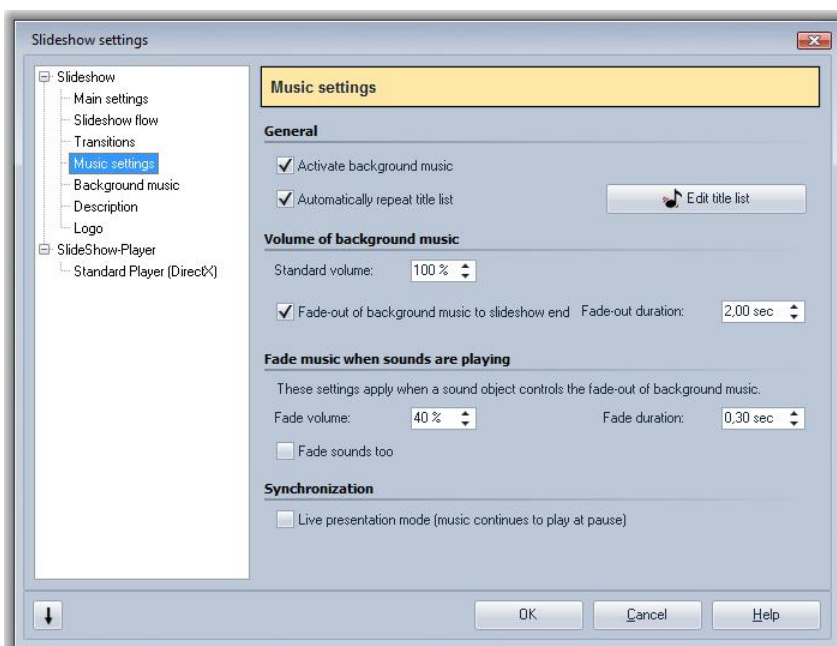 Slideshow settings
Slideshow
Main settings
Slideshow flow
Transitions
Music settings
Background music
Description
Logo
SlideShow-Player
Standard Player (DirectX)
Music settings
General
Activate background music
Automatically repeat title list
Edit title list
Volume of background music
Standard volume: 100 %
Fade-out of background music to slideshow end Fade-out duration: 2,00 sec
Fade music when sounds are playing
These settings apply when a sound object controls the fade-out of background music.
Fade volume: 40 % Fade duration: 0,30 sec
Fade sounds too
Synchronization
Live presentation mode (music continues to play at pause)
OK Cancel Help